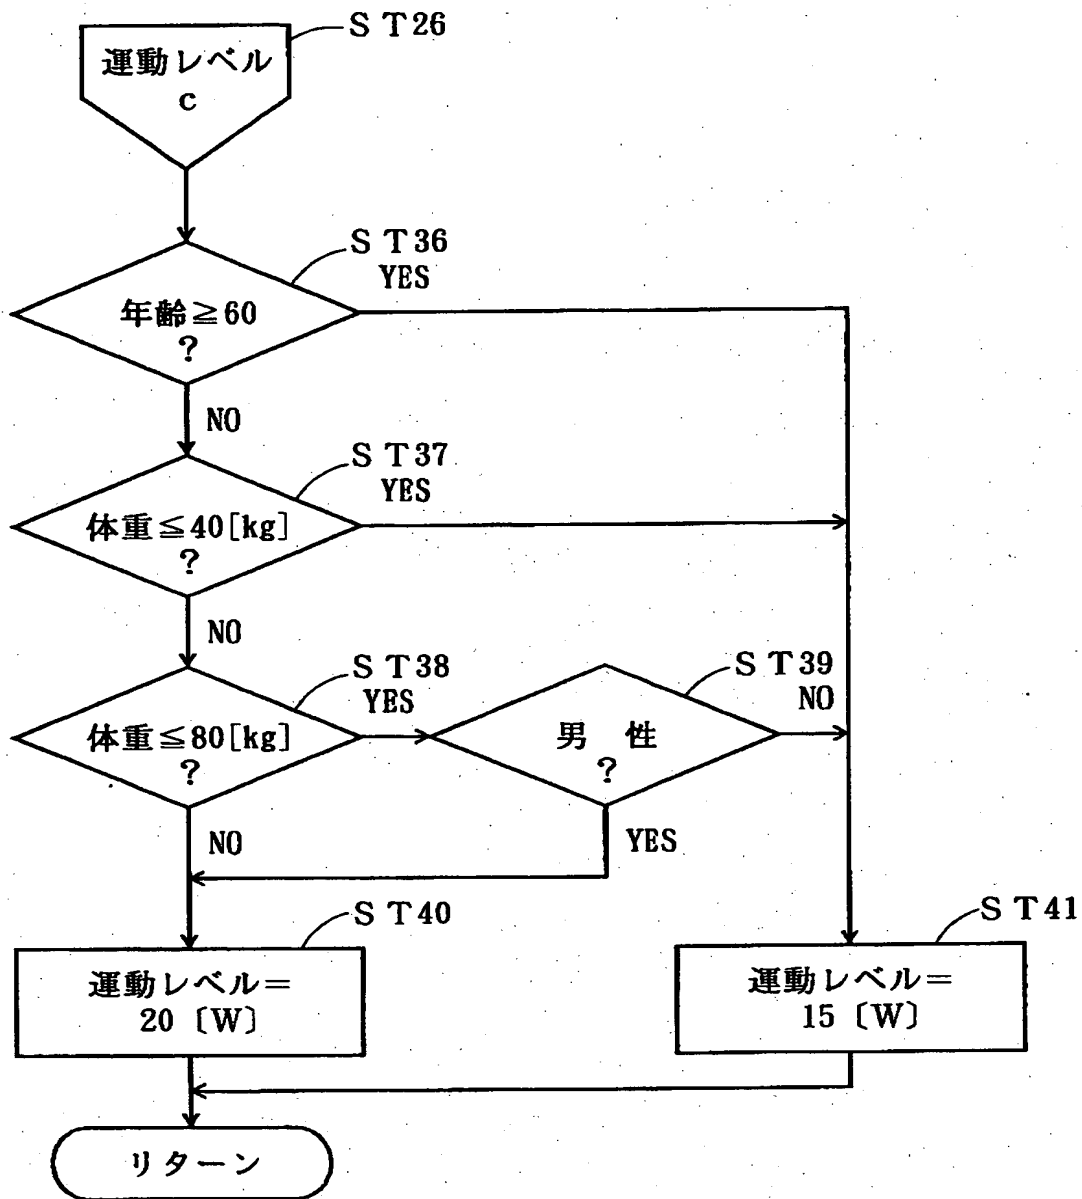 ST26
運動レベル
c
ST36
YES
年齢≧60
?
NO
ST37
YES
体重≦40[kg]
?
NO
ST38
YES
体重≦80[kg]
?
ST39
NO
男 性
?
NO
YES
ST40
運動レベル=
20〔W〕
ST41
運動レベル=
15〔W〕
リターン